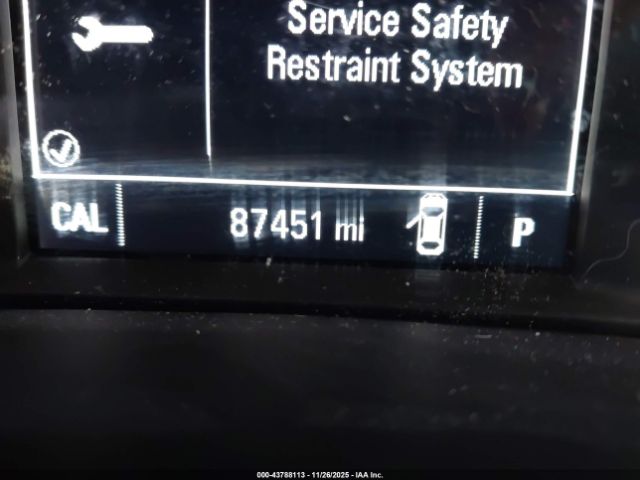 Service Safety
Restraint System
CAL 87451 mi P
000-43788113 - 11/26/2025 - IAA Inc.